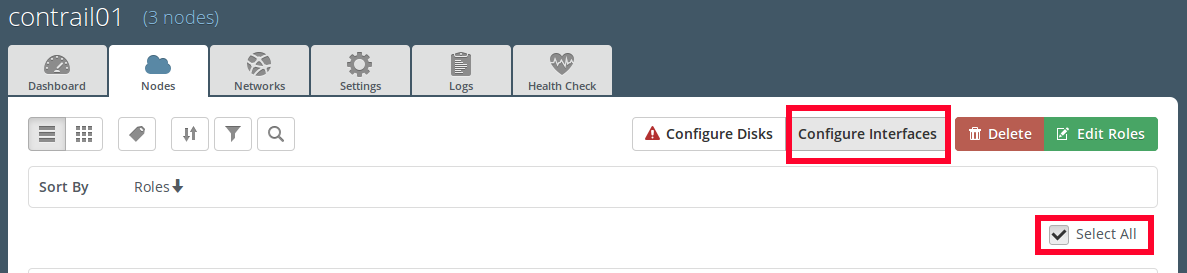 contrail01 (3 nodes)
Dashboard Nodes Networks Settings Logs Health Check
Configure Disks Configure Interfaces Delete Edit Roles
Sort By Roles
Select All